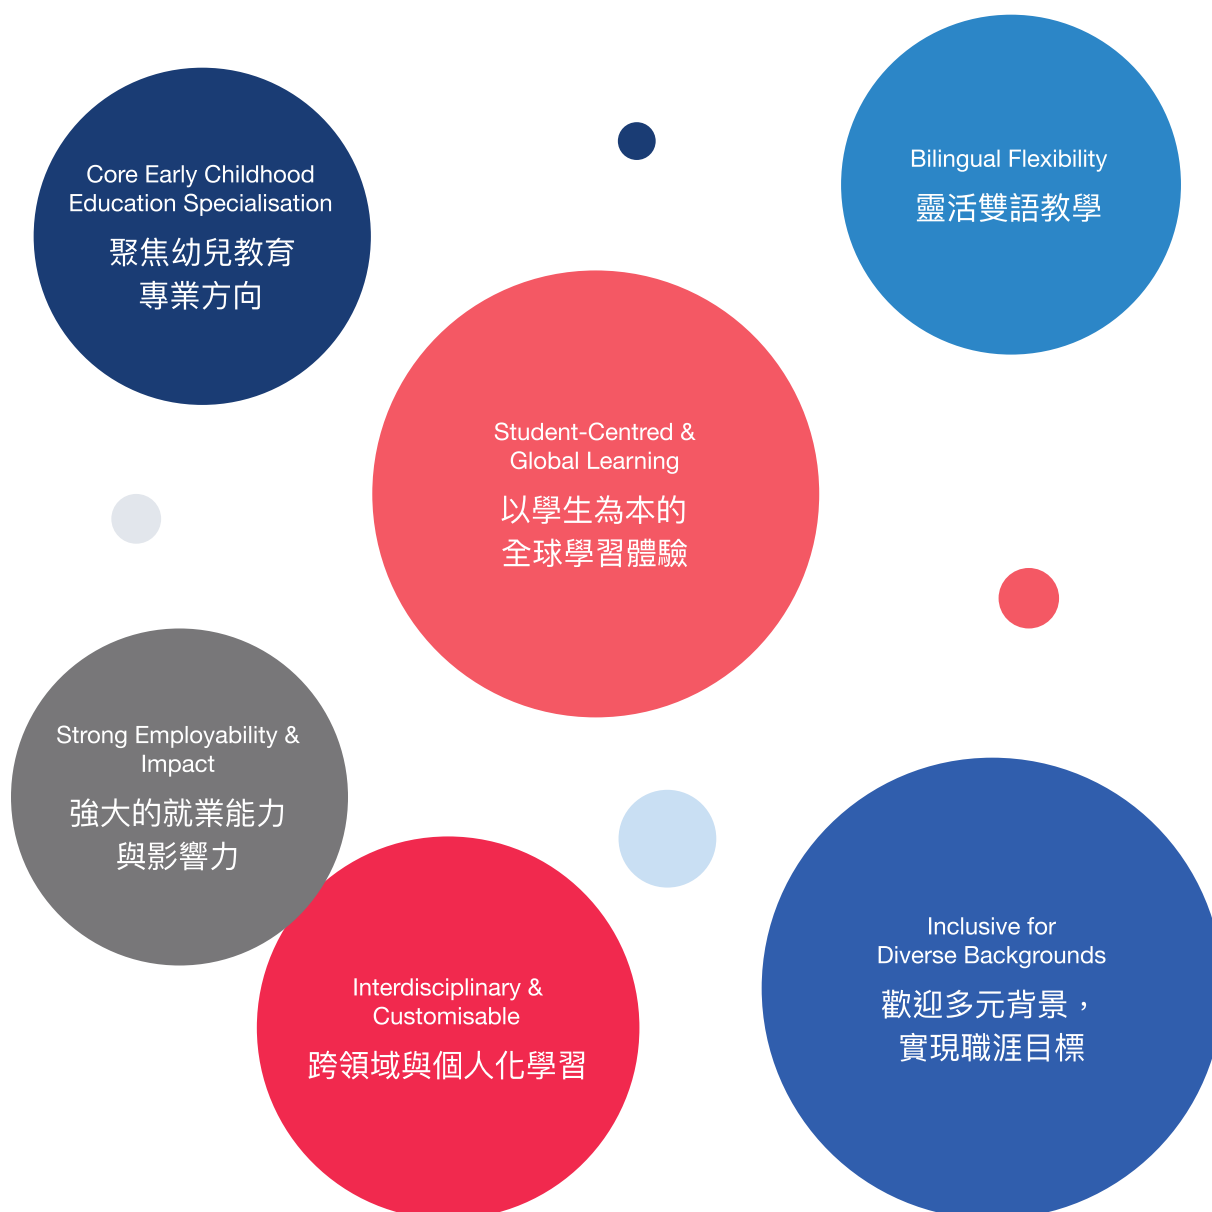 Core Early Childhood
Education Specialisation
聚焦幼兒教育
專業方向
Bilingual Flexibility
靈活雙語教學
Student-Centred &
Global Learning
以學生為本的
全球學習體驗
Strong Employability &
Impact
強大的就業能力
與影響力
Interdisciplinary &
Customisable
跨領域與個人化學習
Inclusive for
Diverse Backgrounds
歡迎多元背景，
實現職涯目標